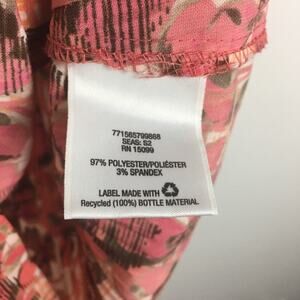 771565799868
SEAS: S2
RN 15099
97% POLYESTER/POLIÉSTER
3% SPANDEX
LABEL MADE WITH
Recycled (100%) BOTTLE MATERIAL